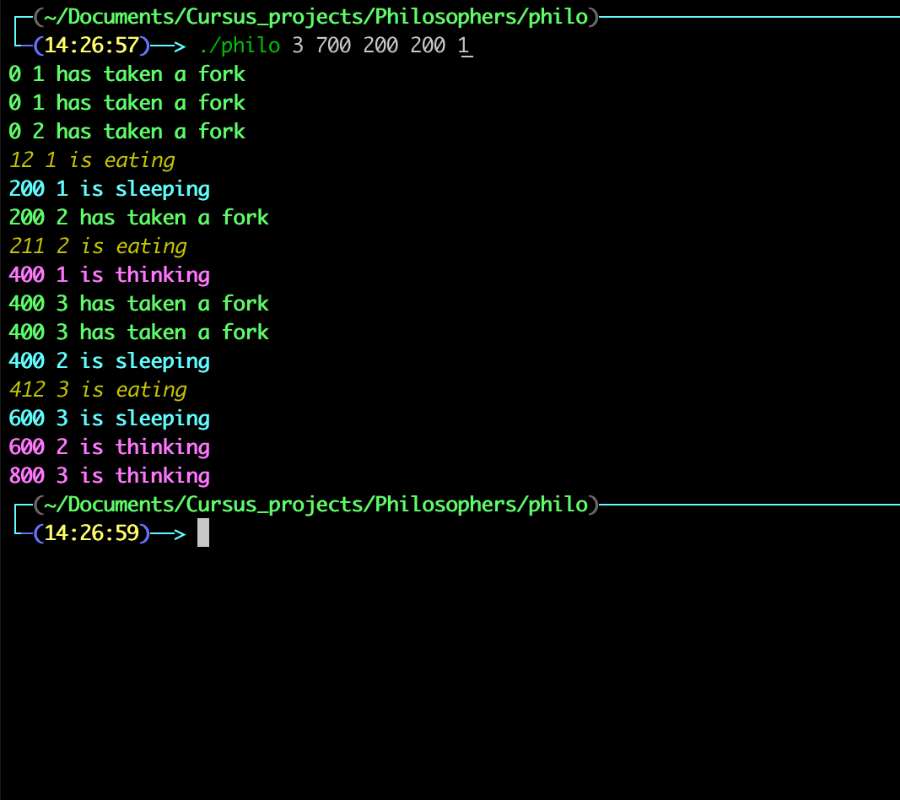 (~/Documents/Cursus_projects/Philosophers/philo)
(14:26:57)—> ./philo 3 700 200 200 1
0 1 has taken a fork
0 1 has taken a fork
0 2 has taken a fork
12 1 is eating
200 1 is sleeping
200 2 has taken a fork
211 2 is eating
400 1 is thinking
400 3 has taken a fork
400 3 has taken a fork
400 2 is sleeping
412 3 is eating
600 3 is sleeping
600 2 is thinking
800 3 is thinking
(~/Documents/Cursus_projects/Philosophers/philo)
(14:26:59)—>